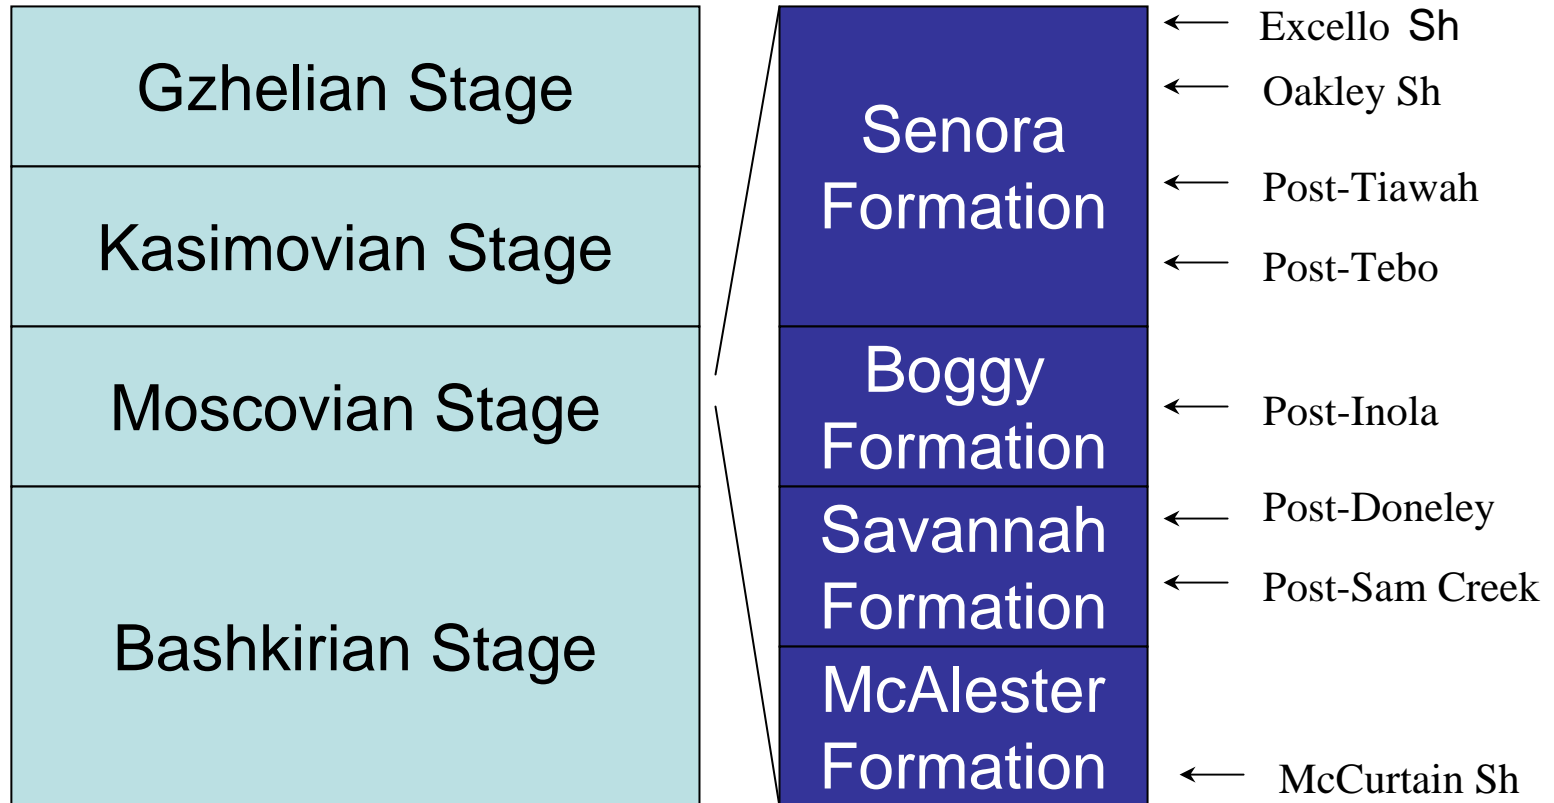 Gzhelian Stage
Kasimovian Stage
Moscovian Stage
Bashkirian Stage
Senora
Formation
Boggy
Formation
Savannah
Formation
McAlester
Formation
Excello Sh
Oakley Sh
Post-Tiawah
Post-Tebo
Post-Inola
Post-Doneley
Post-Sam Creek
McCurtain Sh